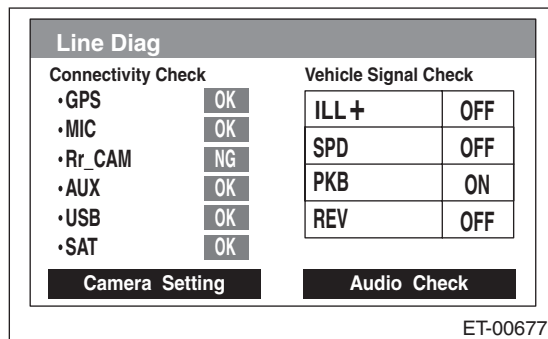 Line Diag
Connectivity Check
•GPS OK
•MIC OK
•Rr_CAM NG
•AUX OK
•USB OK
•SAT OK
Camera Setting
Vehicle Signal Check
ILL+ OFF
SPD OFF
PKB ON
REV OFF
Audio Check
ET-00677